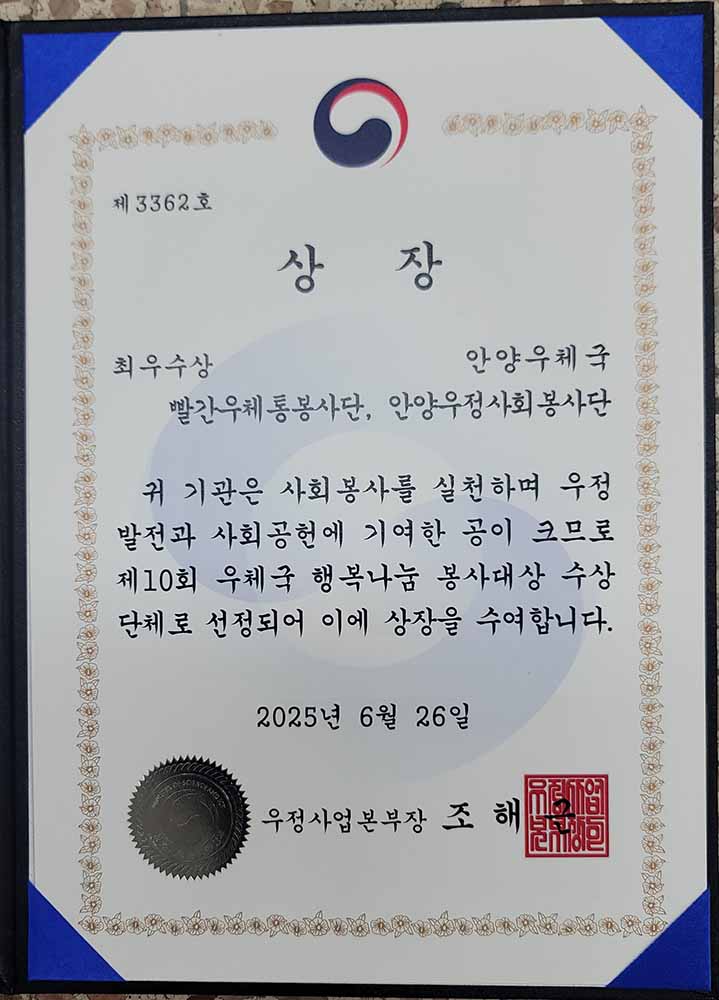 제3362호
상 장
최우수상 안양우체국
빨간우체통봉사단, 안양우정사회봉사단
귀 기관은 사회봉사를 실천하며 우정
발전과 사회공헌에 기여한 공이 크므로
제10회 우체국 행복나눔 봉사대상 수상
단체로 선정되어 이에 상장을 수여합니다.
2025년 6월 26일
우정사업본부장 조해근